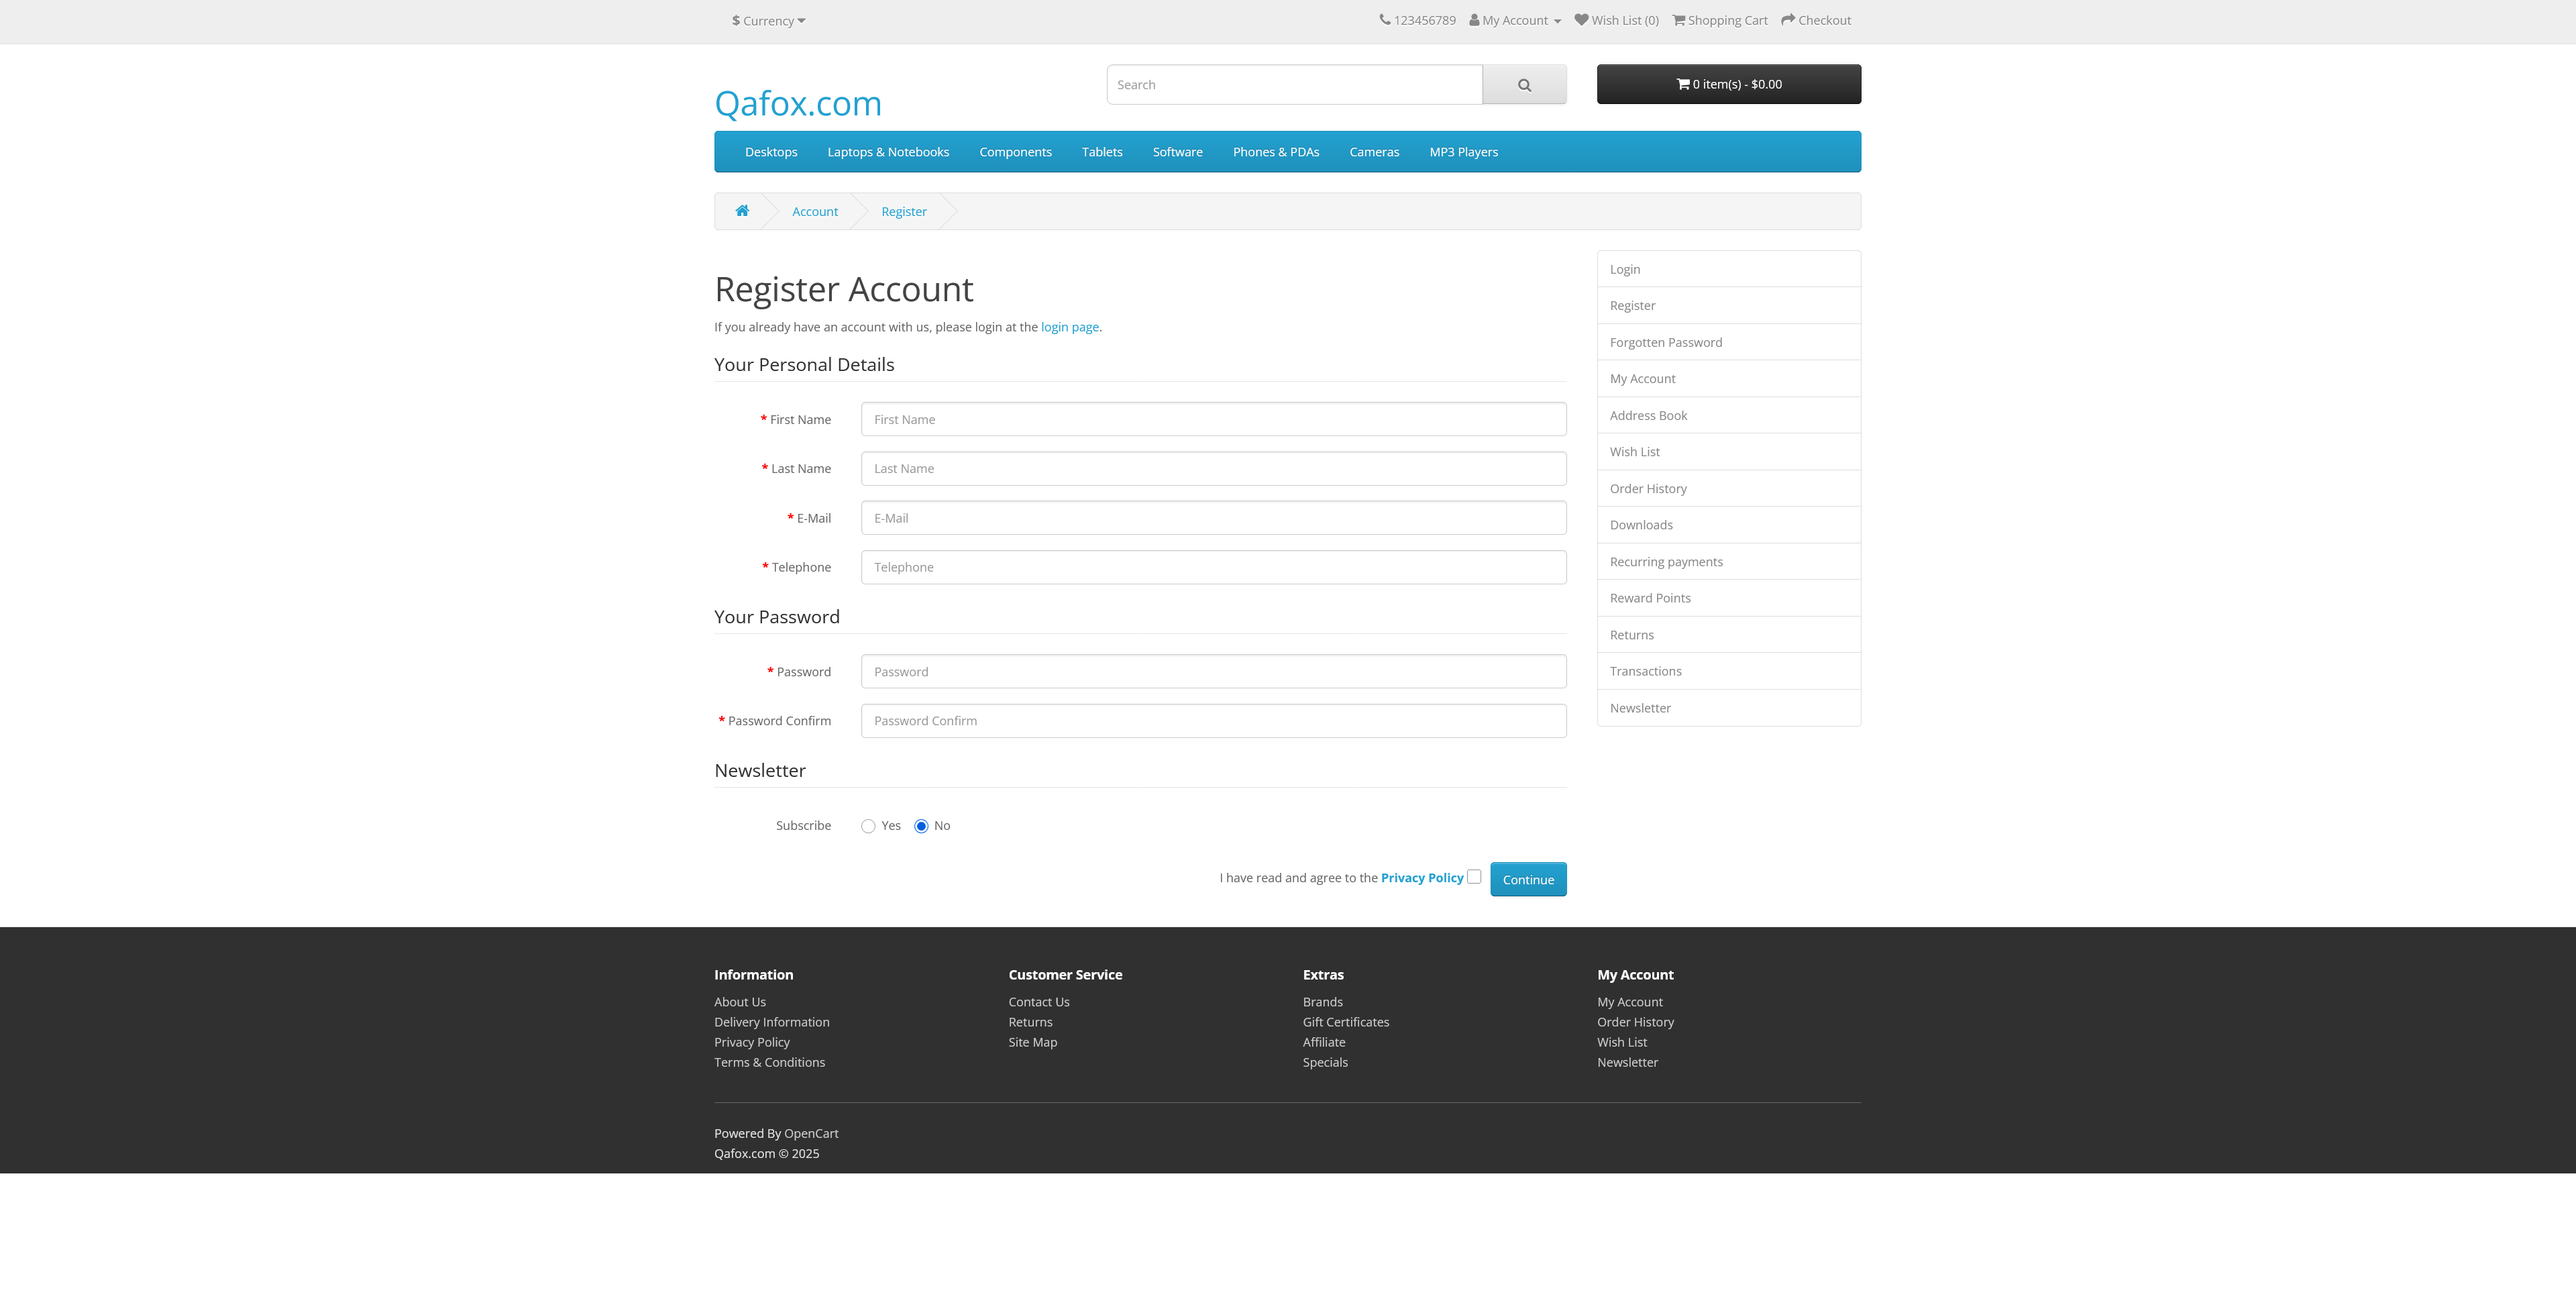 $ Currency
123456789 My Account Wish List (0) Shopping Cart Checkout
Qafox.com
Search
0 item(s) - $0.00
Desktops Laptops & Notebooks Components Tablets Software Phones & PDAs Cameras MP3 Players
Account Register
Register Account
If you already have an account with us, please login at the login page.
Your Personal Details
* First Name First Name
* Last Name Last Name
* E-Mail E-Mail
* Telephone Telephone
Your Password
* Password Password
* Password Confirm Password Confirm
Newsletter
Subscribe Yes No
I have read and agree to the Privacy Policy Continue
Login
Register
Forgotten Password
My Account
Address Book
Wish List
Order History
Downloads
Recurring payments
Reward Points
Returns
Transactions
Newsletter
Information
About Us
Delivery Information
Privacy Policy
Terms & Conditions
Customer Service
Contact Us
Returns
Site Map
Extras
Brands
Gift Certificates
Affiliate
Specials
My Account
My Account
Order History
Wish List
Newsletter
Powered By OpenCart
Qafox.com © 2025